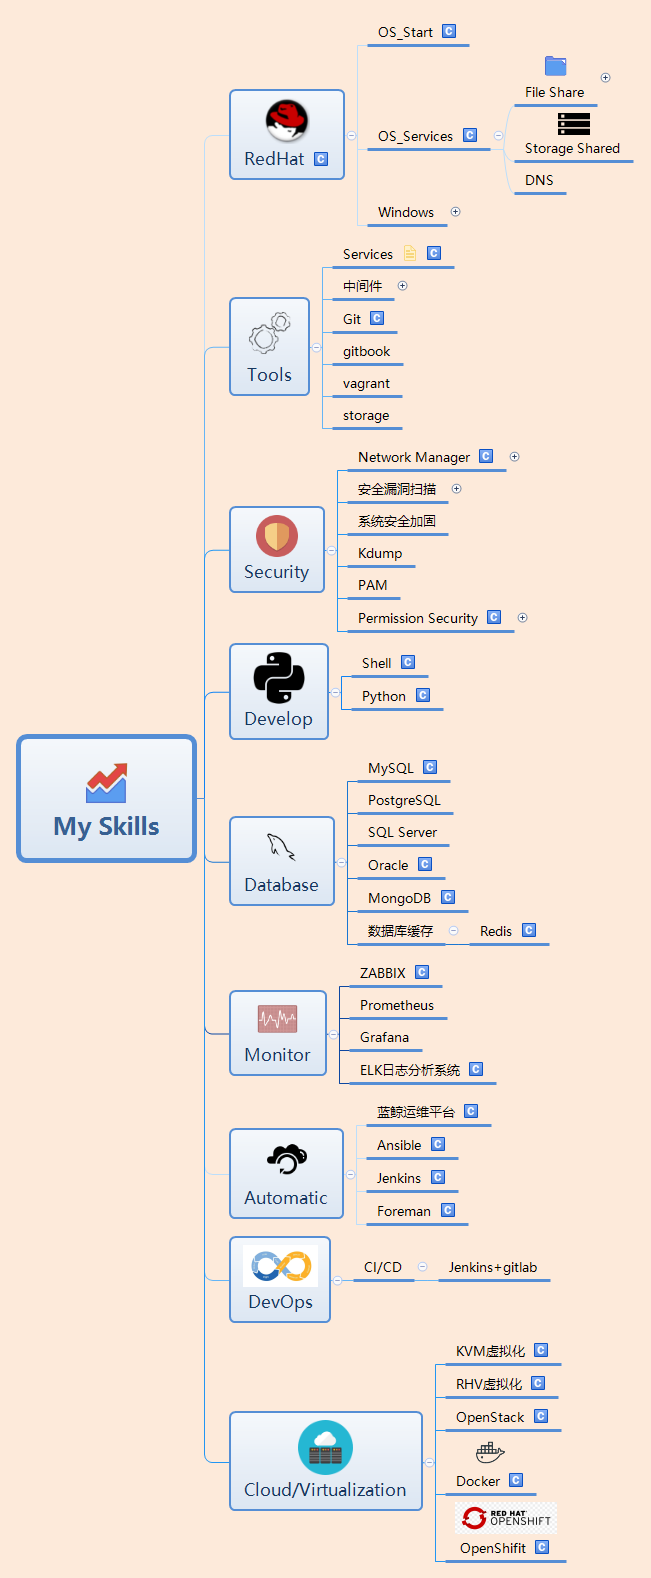 My Skills
RedHat
OS_Start
OS_Services
File Share
Storage Shared
DNS
Windows
Tools
Services
中间件
Git
gitbook
vagrant
storage
Security
Network Manager
安全漏洞扫描
系统安全加固
Kdump
PAM
Permission Security
Develop
Shell
Python
Database
MySQL
PostgreSQL
SQL Server
Oracle
MongoDB
数据库缓存
Redis
Monitor
ZABBIX
Prometheus
Grafana
ELK日志分析系统
Automatic
蓝鲸运维平台
Ansible
Jenkins
Foreman
DevOps
CI/CD
Jenkins+gitlab
Cloud/Virtualization
KVM虚拟化
RHV虚拟化
OpenStack
Docker
RED HAT
OPENSHIFT
OpenShifit